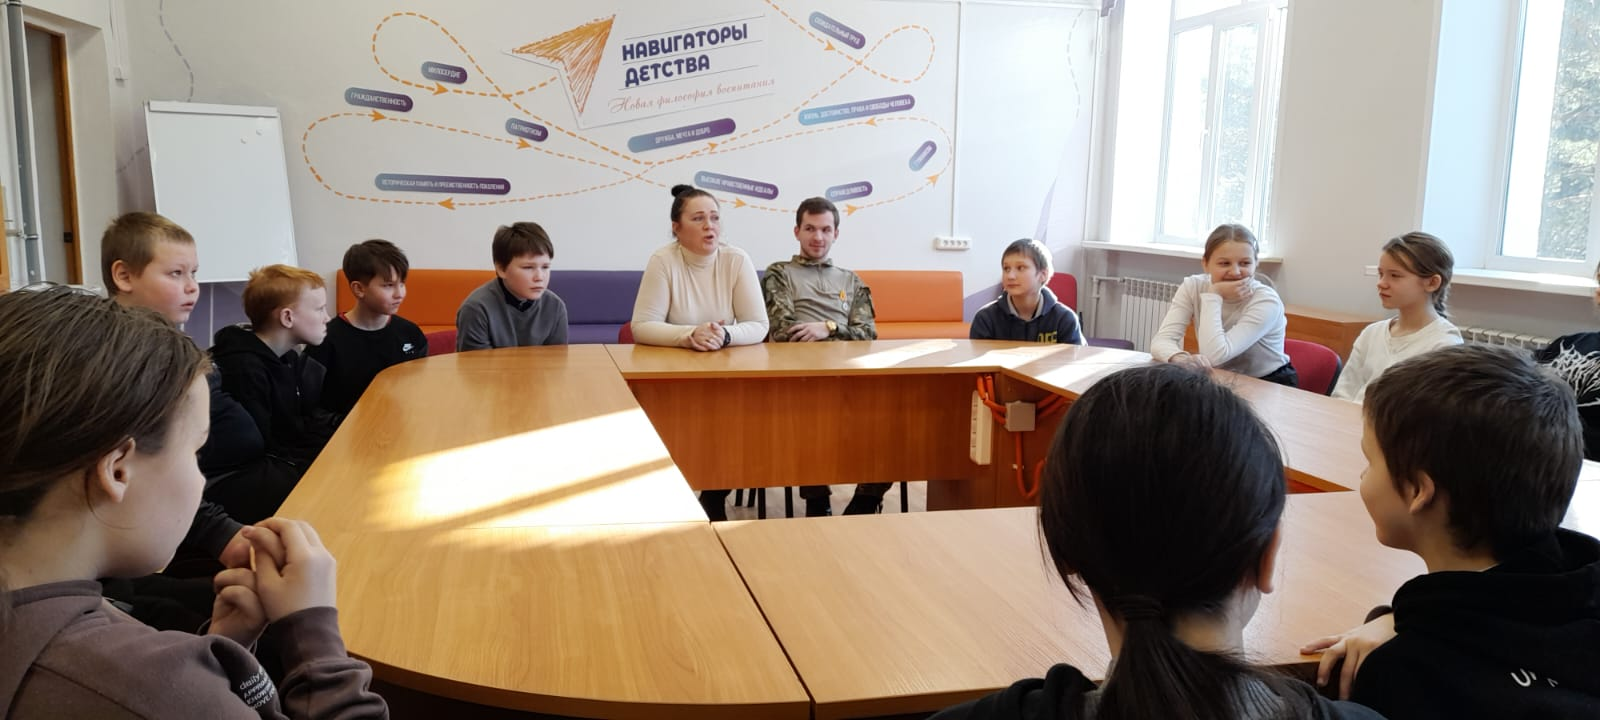 НАВИГАТОРЫ
ДЕТСТВА
Новая философия воспитания
СОЗИДАТЕЛЬНЫЙ ТРУД
МИЛОСЕРДИЕ
ГРАЖДАНСТВЕННОСТЬ
ПАТРИОТИЗМ
ДРУЖБА, МЕЧТА И ДОБРО
ЖИЗНЬ, ДОСТОИНСТВО, ПРАВА И СВОБОДЫ ЧЕЛОВЕКА
ИСТОРИЧЕСКАЯ ПАМЯТЬ И ПРЕЕМСТВЕННОСТЬ ПОКОЛЕНИЙ
ВЫСОКИЕ НРАВСТВЕННЫЕ ИДЕАЛЫ
СПРАВЕДЛИВОСТЬ
daily